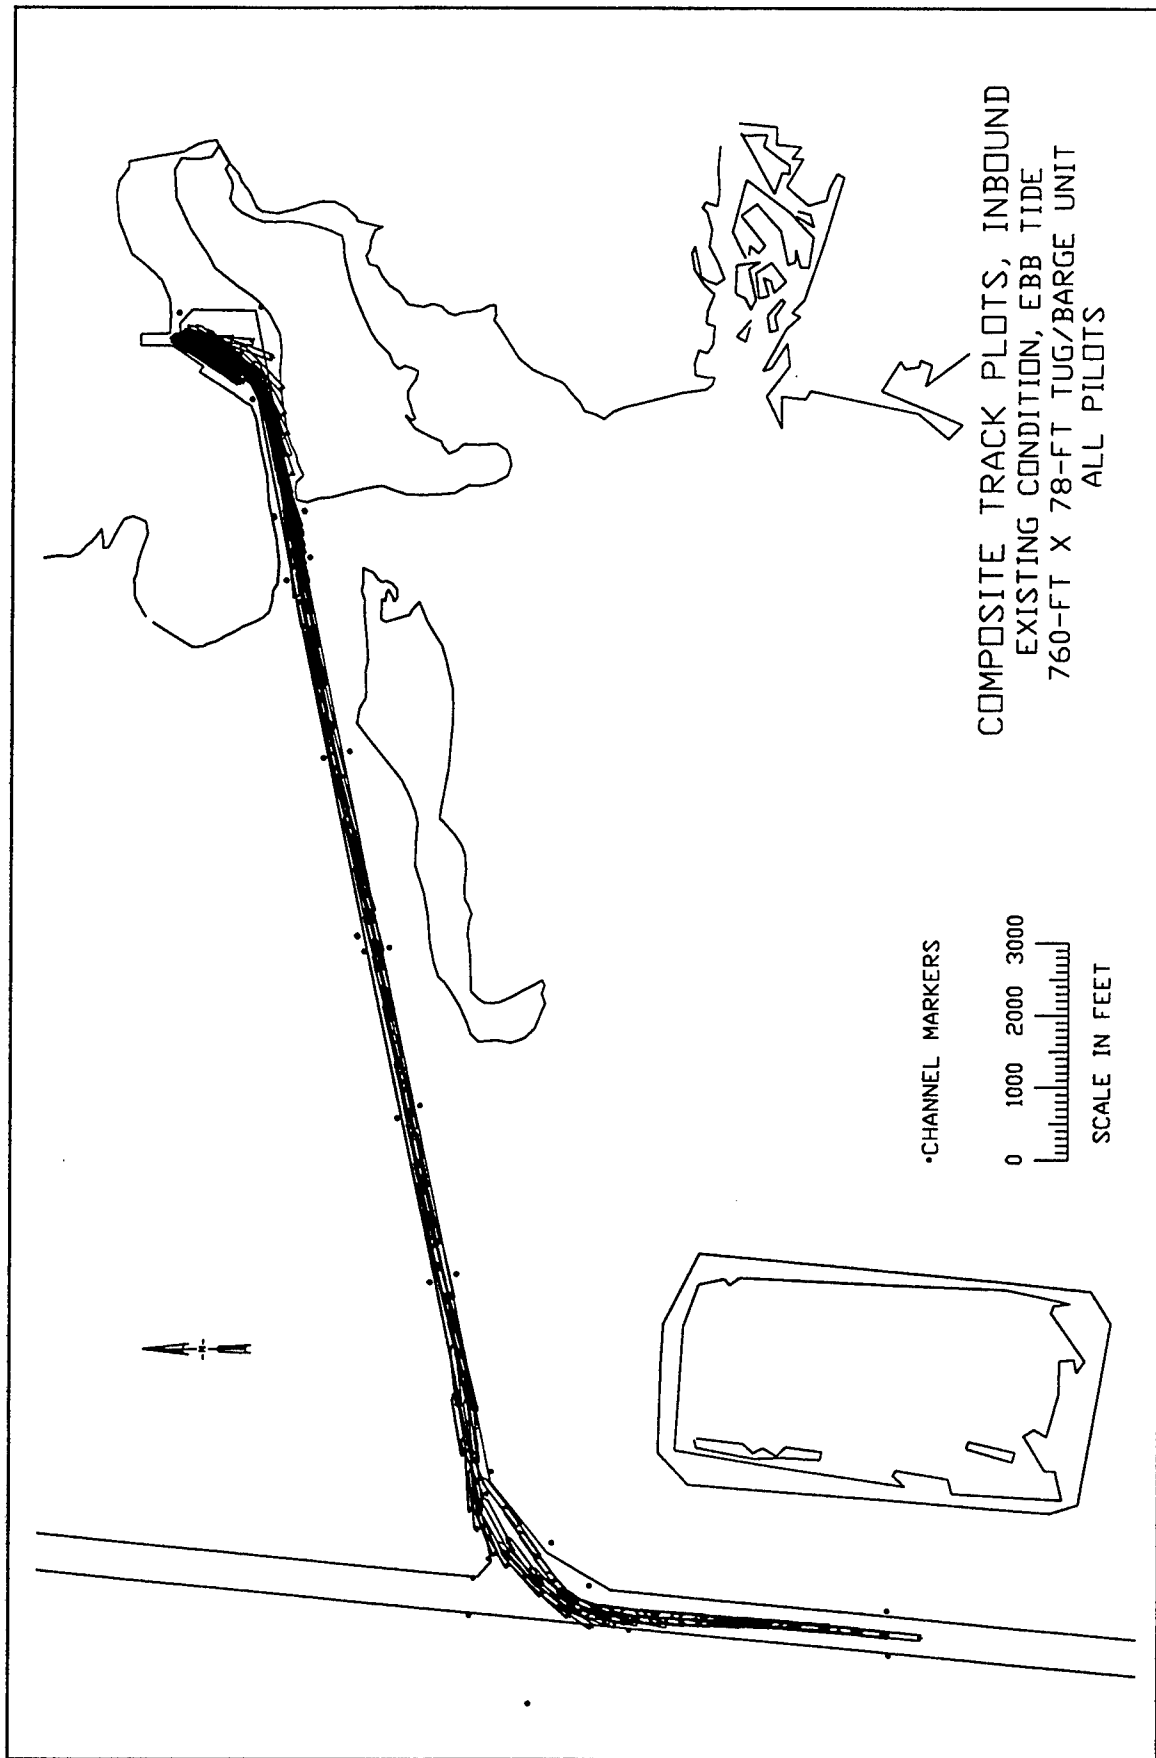 COMPOSITE TRACK PLOTS, INBOUND
EXISTING CONDITION, EBB TIDE
760-FT X 78-FT TUG/BARGE UNIT
ALL PILOTS
•CHANNEL MARKERS
0 1000 2000 3000
SCALE IN FEET
-N-